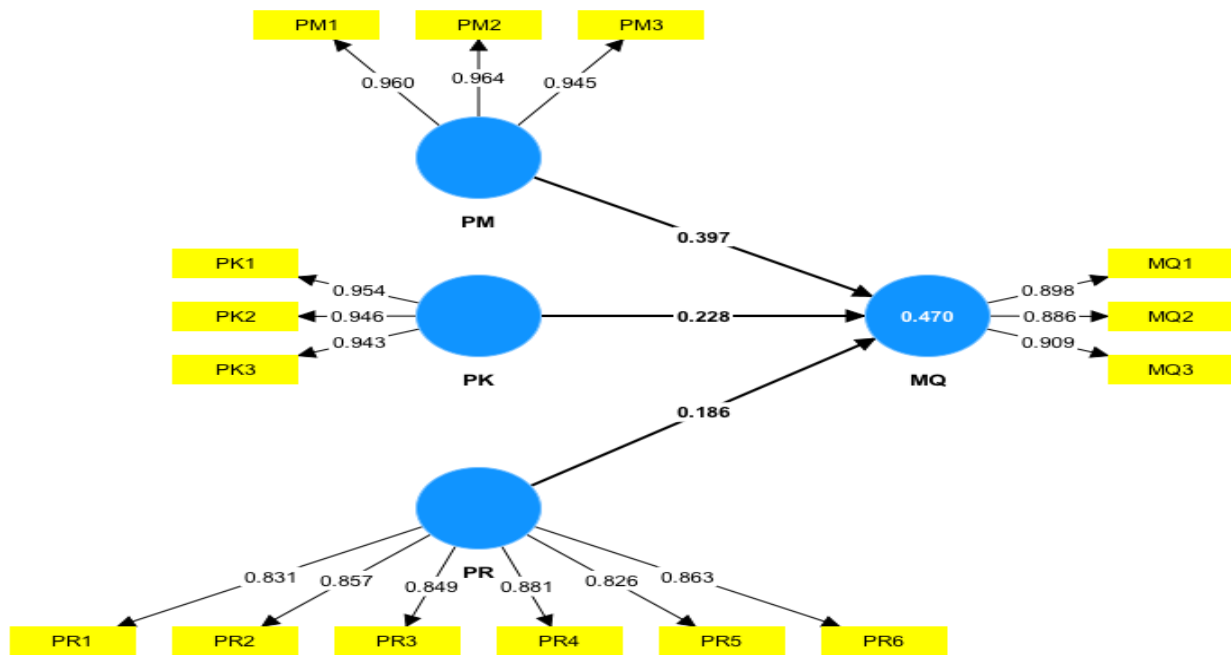 PM1 PM2 PM3
0.960 0.964 0.945
PM
0.397
PK1
PK2
PK3
0.954
0.946
0.943
PK
0.228
0.470
MQ
0.898
0.886
0.909
MQ1
MQ2
MQ3
0.186
PR
0.831 0.857 0.849 0.881 0.826 0.863
PR1 PR2 PR3 PR4 PR5 PR6